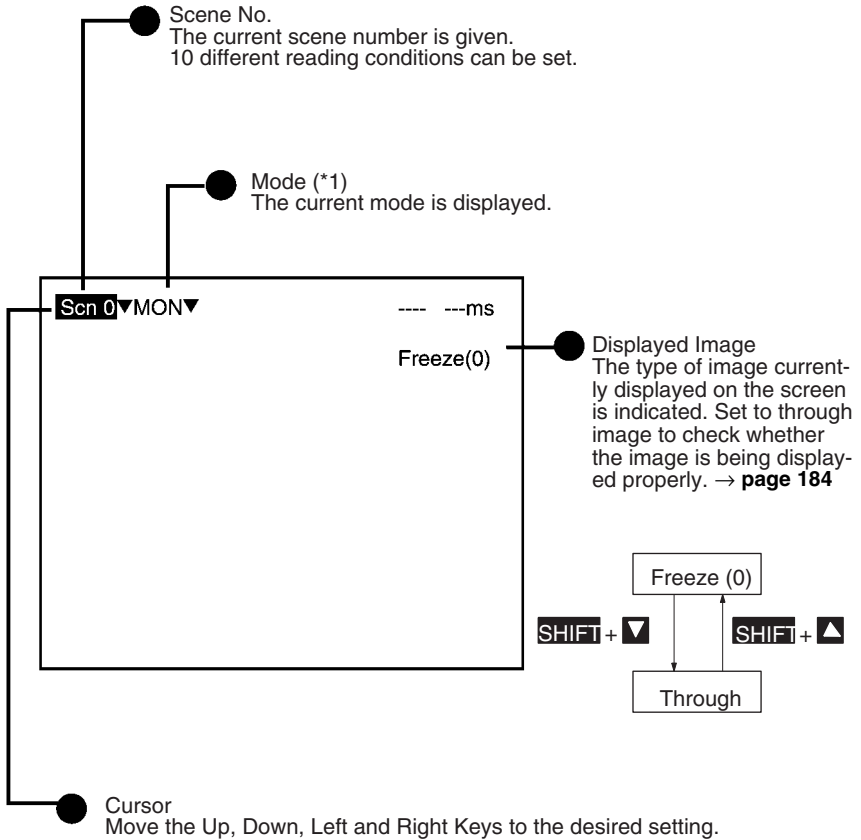 Scene No.
The current scene number is given.
10 different reading conditions can be set.
Mode (*1)
The current mode is displayed.
Scn 0▼MON▼
---- ---ms
Freeze(0)
Displayed Image
The type of image current-
ly displayed on the screen
is indicated. Set to through
image to check whether
the image is being display-
ed properly. → page 184
Freeze (0)
SHIFT + ▼
SHIFT + ▲
Through
Cursor
Move the Up, Down, Left and Right Keys to the desired setting.